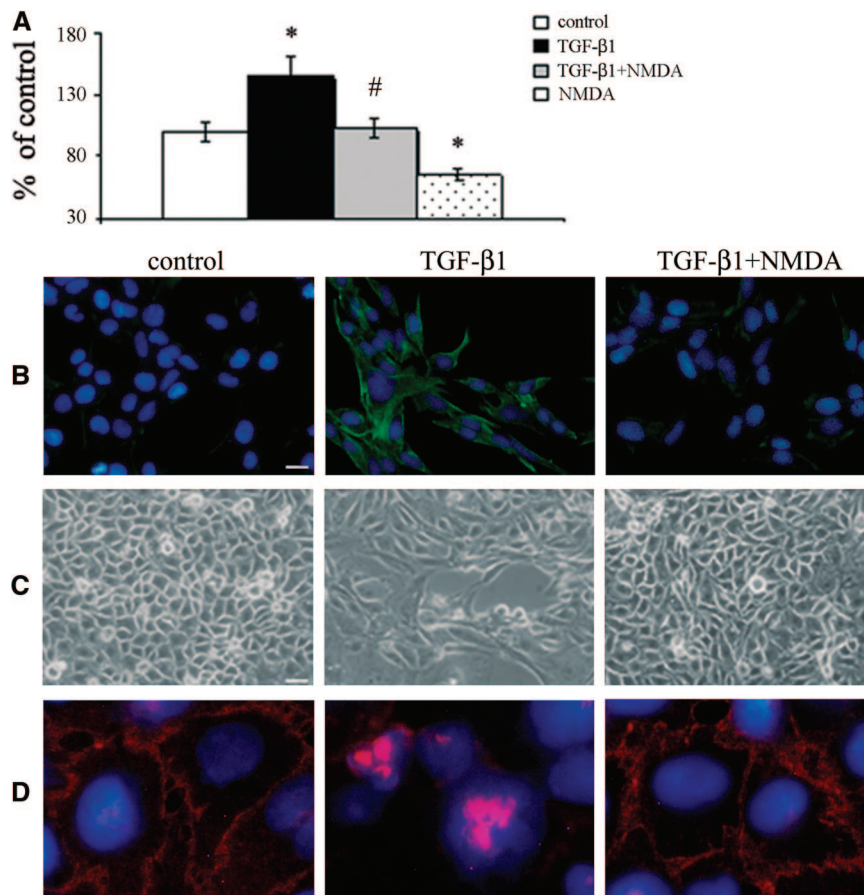 A
% of control
180
130
80
30
*
#
*
control
TGF-β1
TGF-β1+NMDA
NMDA
control TGF-β1 TGF-β1+NMDA
B
C
D